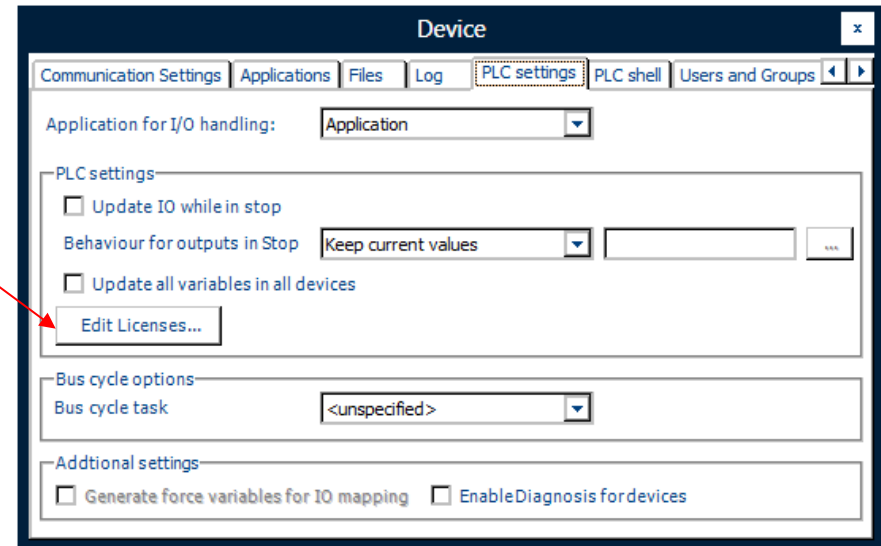 Device x
Communication Settings Applications Files Log PLC settings PLC shell Users and Groups
Application for I/O handling: Application
PLC settings
Update IO while in stop
Behaviour for outputs in Stop Keep current values ...
Update all variables in all devices
Edit Licenses...
Bus cycle options
Bus cycle task <unspecified>
Addtional settings
Generate force variables for IO mapping Enable Diagnosis for devices